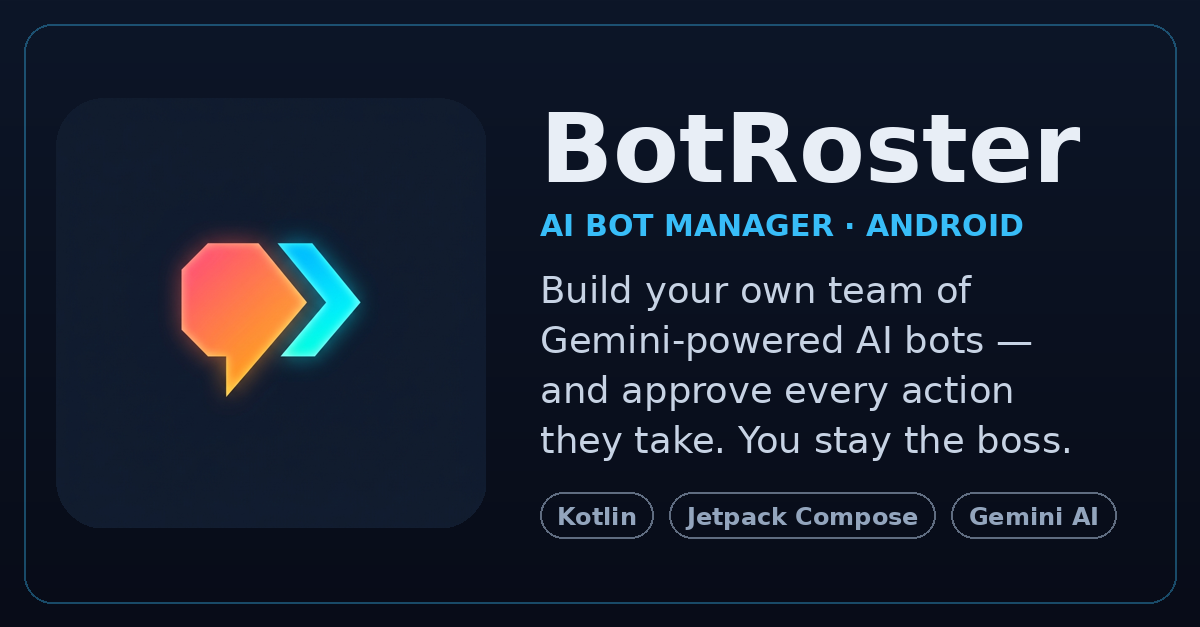 BotRoster
AI BOT MANAGER · ANDROID
Build your own team of
Gemini-powered AI bots —
and approve every action
they take. You stay the boss.
Kotlin
Jetpack Compose
Gemini AI